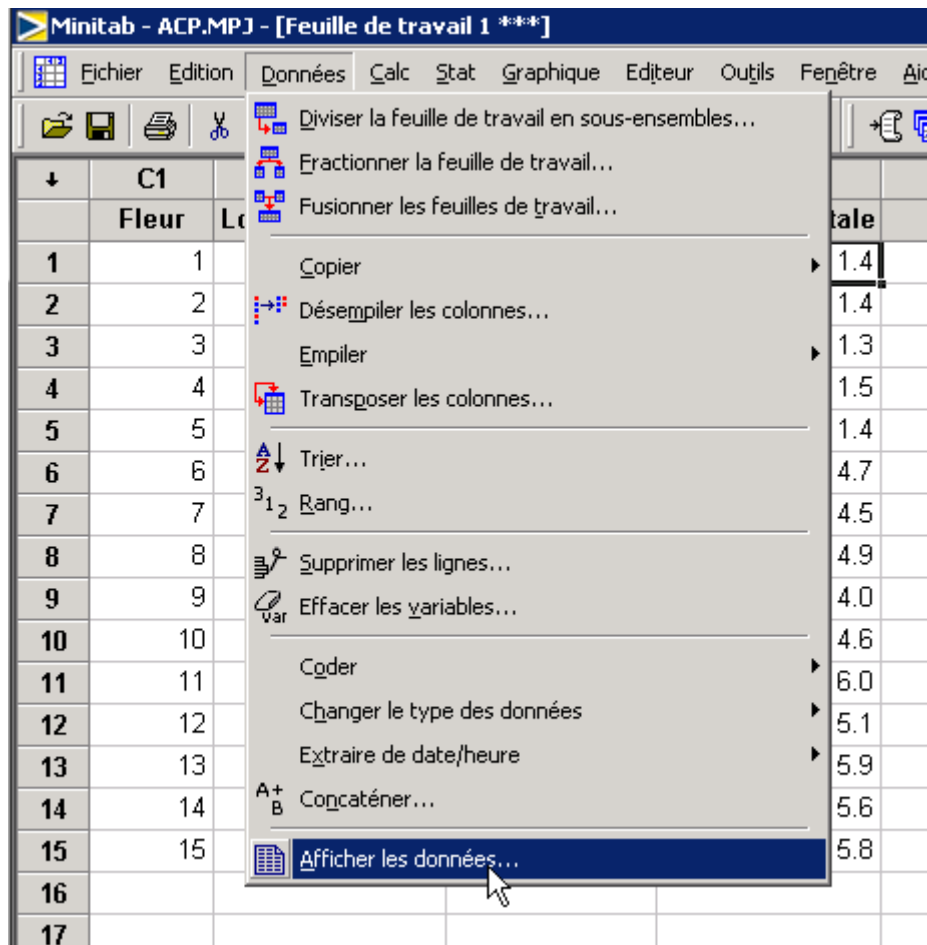 Minitab - ACP.MPJ - [Feuille de travail 1 ***]
Fichier Edition Données Calc Stat Graphique Editeur Outils Fenêtre
Diviser la feuille de travail en sous-ensembles...
Fractionner la feuille de travail...
Fusionner les feuilles de travail...
Copier
Désempiler les colonnes...
Empiler
Transposer les colonnes...
Trier...
Rang...
Supprimer les lignes...
Effacer les variables...
Coder
Changer le type des données
Extraire de date/heure
Concaténer...
Afficher les données...
C1
Fleur tale
1 1 1.4
2 2 1.4
3 3 1.3
4 4 1.5
5 5 1.4
6 6 4.7
7 7 4.5
8 8 4.9
9 9 4.0
10 10 4.6
11 11 6.0
12 12 5.1
13 13 5.9
14 14 5.6
15 15 5.8
16
17